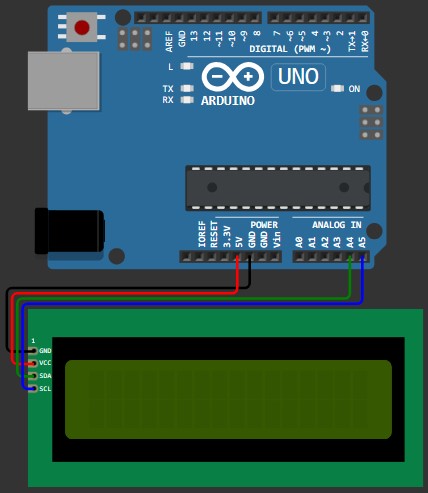 AREF
GND
13
12
~11
~10
~9
8
7
~6
~5
4
~3
2
TX→1
RX←0
DIGITAL (PWM ~)
L
TX
RX
UNO
ARDUINO
ON
POWER
ANALOG IN
IOREF
RESET
3.3V
5V
GND
GND
Vin
A0
A1
A2
A3
A4
A5
1
GND
VCC
SDA
SCL